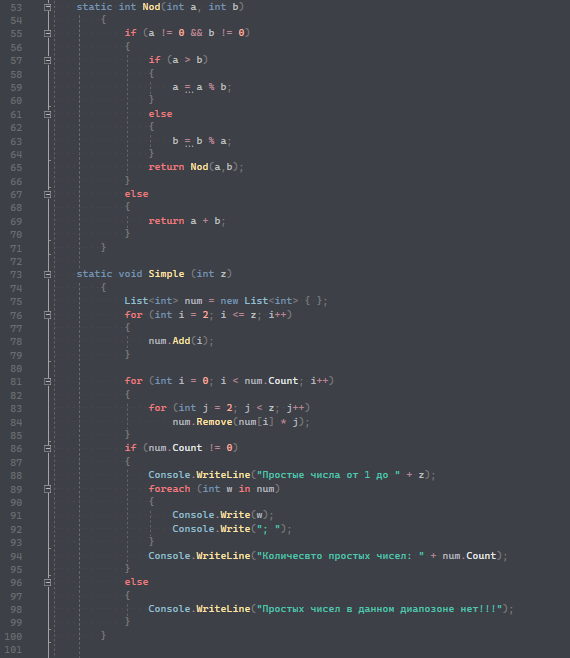 53 static int Nod(int a, int b)
54 {
55 if (a != 0 && b != 0)
56 {
57 if (a > b)
58 {
59 a = a % b;
60 }
61 else
62 {
63 b = b % a;
64 }
65 return Nod(a,b);
66 }
67 else
68 {
69 return a + b;
70 }
71 }
72
73 static void Simple (int z)
74 {
75 List<int> num = new List<int> { };
76 for (int i = 2; i <= z; i++)
77 {
78 num.Add(i);
79 }
80
81 for (int i = 0; i < num.Count; i++)
82 {
83 for (int j = 2; j < z; j++)
84 num.Remove(num[i] * j);
85 }
86 if (num.Count != 0)
87 {
88 Console.WriteLine("Простые числа от 1 до " + z);
89 foreach (int w in num)
90 {
91 Console.Write(w);
92 Console.Write("; ");
93 }
94 Console.WriteLine("Количесвто простых чисел: " + num.Count);
95 }
96 else
97 {
98 Console.WriteLine("Простых чисел в данном диапозоне нет!!!");
99 }
100 }
101